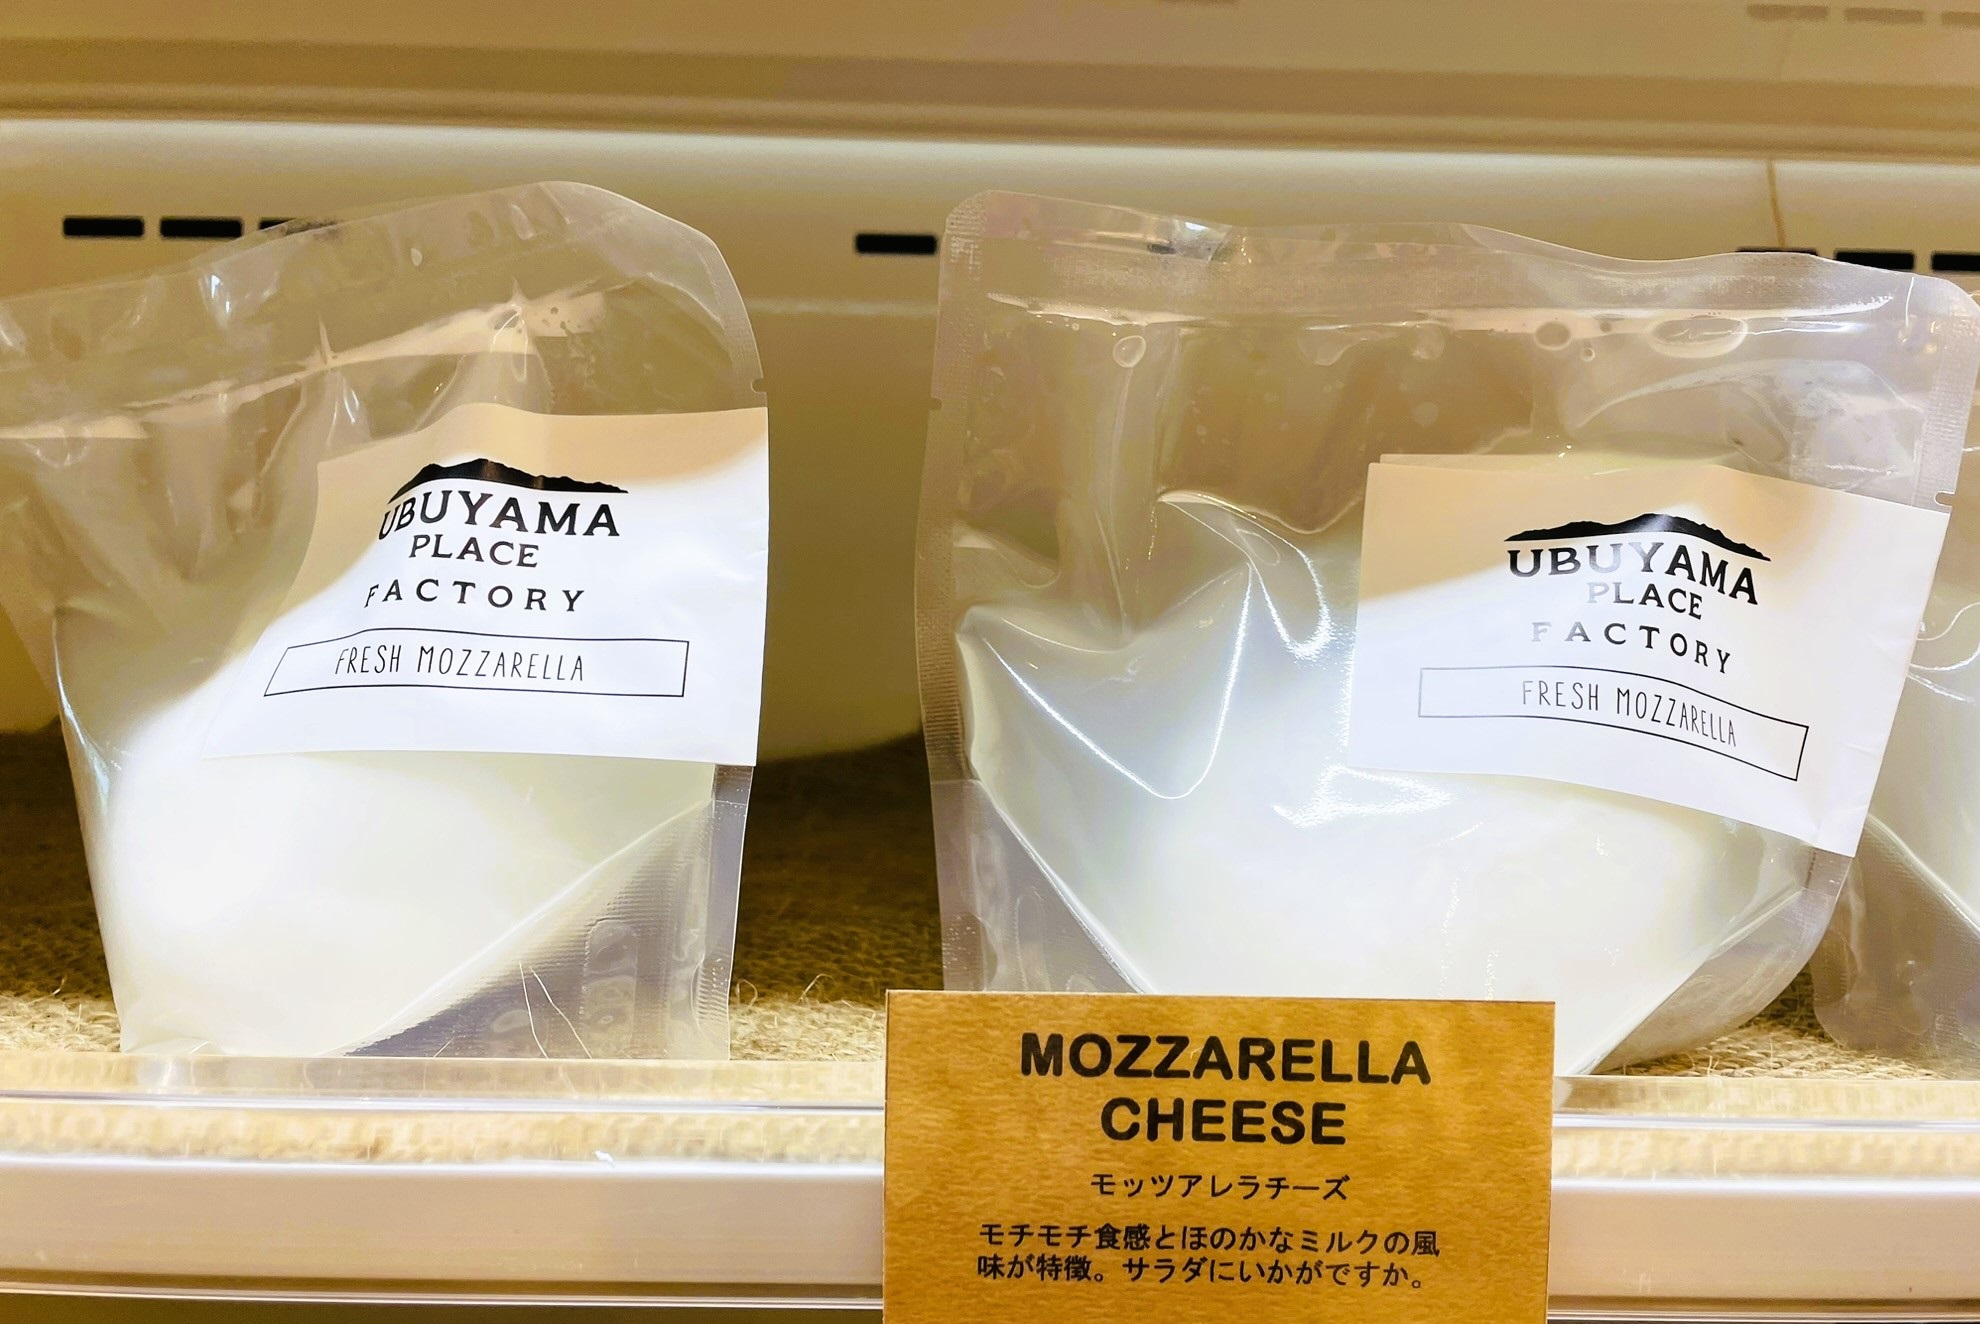 UBUYAMA
PLACE
FACTORY
FRESH MOZZARELLA
UBUYAMA
PLACE
FACTORY
FRESH MOZZARELLA
MOZZARELLA
CHEESE
モッツアレラチーズ
モチモチ食感とほのかなミルクの風
味が特徴。サラダにいかがですか。